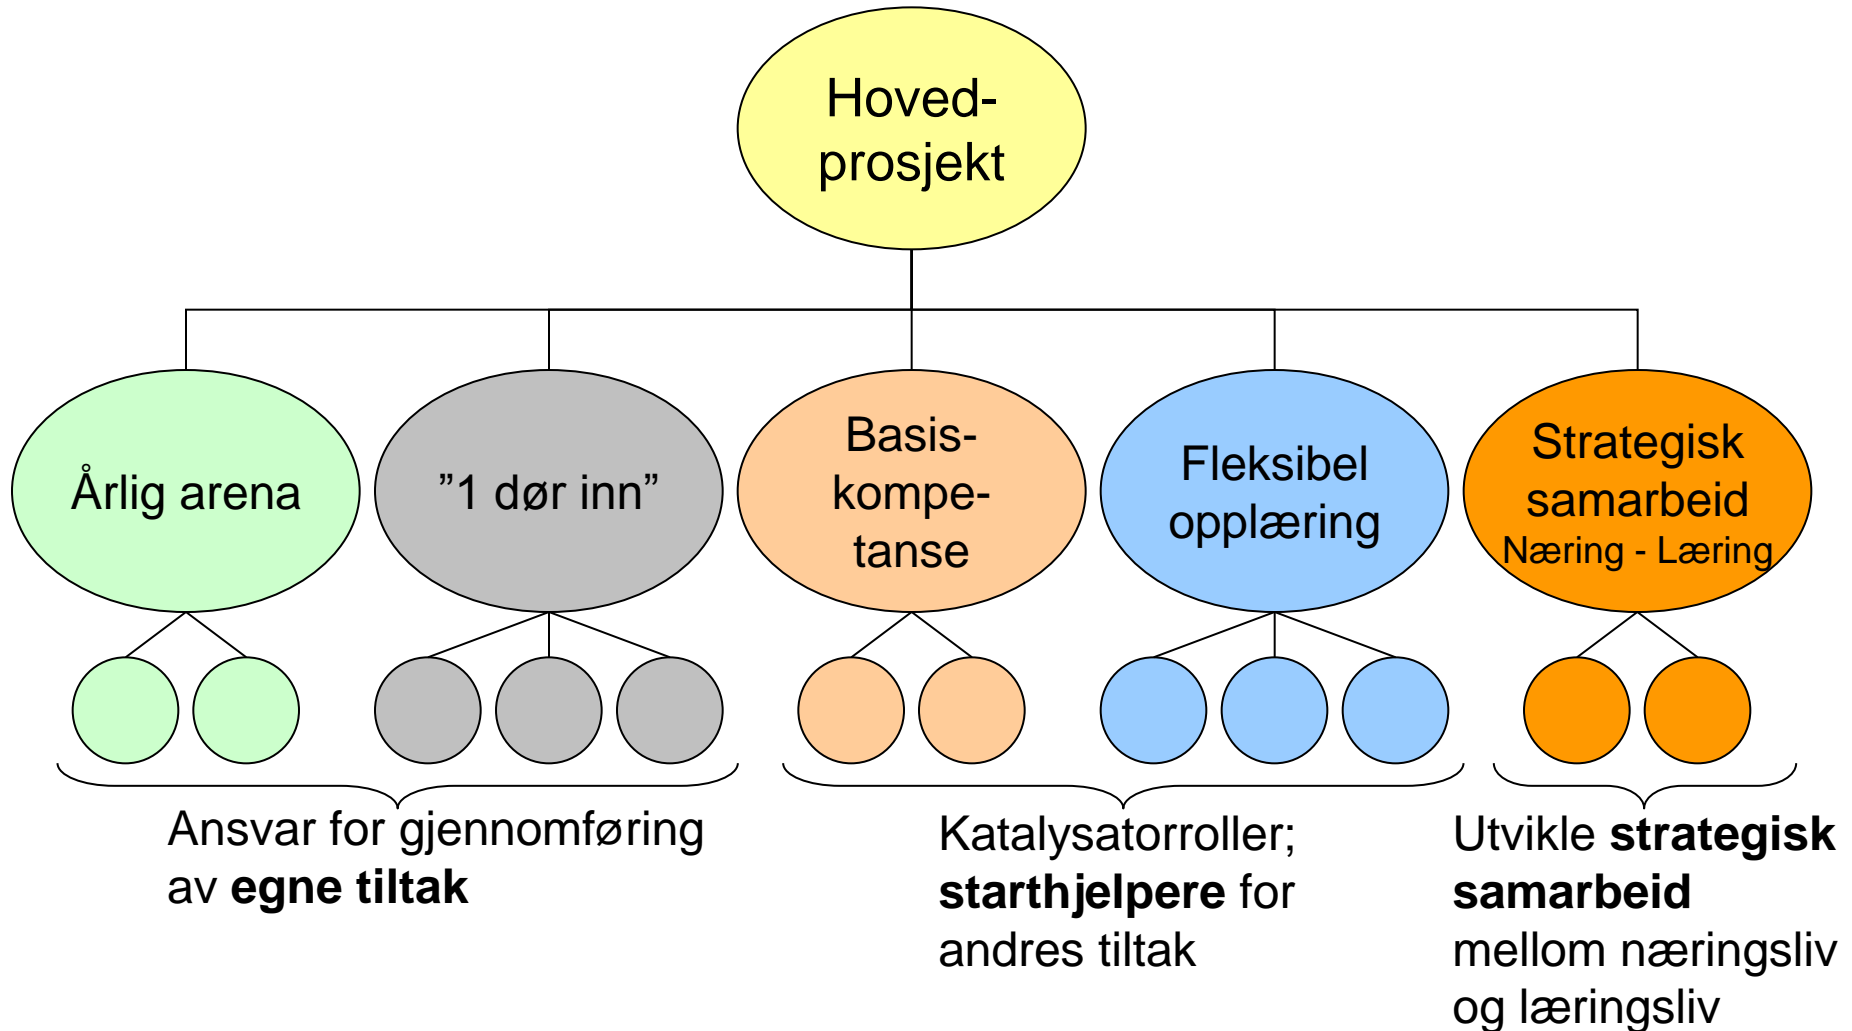 Hoved-
prosjekt
Årlig arena
”1 dør inn”
Basis-
kompe-
tanse
Fleksibel
opplæring
Strategisk
samarbeid
Næring - Læring
Ansvar for gjennomføring
av egne tiltak
Katalysatorroller;
starthjelpere for
andres tiltak
Utvikle strategisk
samarbeid
mellom næringsliv
og læringsliv